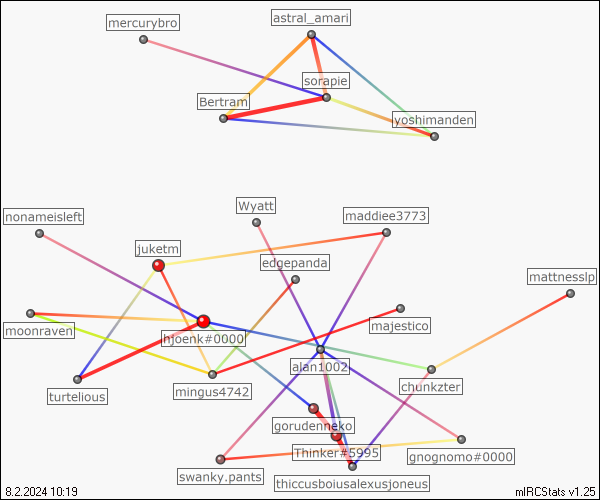 mercurybro
astral_amari
sorapie
Bertram
yoshimanden
nonameisleft
Wyatt
maddiee3773
juketm
edgepanda
mattnesslp
moonraven
hjoenk#0000
majestico
alan1002
turtelious
mingus4742
chunkzter
gorudenneko
Thinker#5995
gnognomo#0000
swanky.pants
thiccusboiusalexusjoneus
8.2.2024 10:19
mIRCStats v1.25